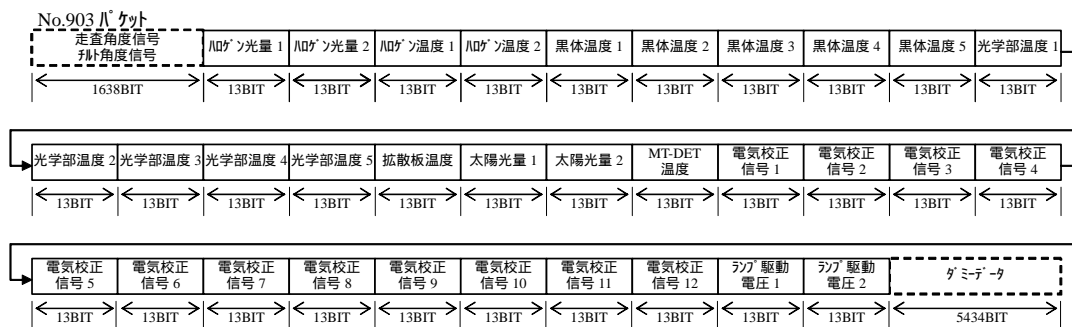 No.903 ﾊﾟｹｯﾄ
走査角度信号
ﾁﾙﾄ角度信号
ﾊﾛｹﾞﾝ光量 1
ﾊﾛｹﾞﾝ光量 2
ﾊﾛｹﾞﾝ温度 1
ﾊﾛｹﾞﾝ温度 2
黒体温度 1
黒体温度 2
黒体温度 3
黒体温度 4
黒体温度 5
光学部温度 1
1638BIT
13BIT
13BIT
13BIT
13BIT
13BIT
13BIT
13BIT
13BIT
13BIT
13BIT
光学部温度 2
光学部温度 3
光学部温度 4
光学部温度 5
拡散板温度
太陽光量 1
太陽光量 2
MT-DET
温度
電気校正
信号 1
電気校正
信号 2
電気校正
信号 3
電気校正
信号 4
13BIT
13BIT
13BIT
13BIT
13BIT
13BIT
13BIT
13BIT
13BIT
13BIT
13BIT
13BIT
電気校正
信号 5
電気校正
信号 6
電気校正
信号 7
電気校正
信号 8
電気校正
信号 9
電気校正
信号 10
電気校正
信号 11
電気校正
信号 12
ﾗﾝﾌﾟ駆動
電圧 1
ﾗﾝﾌﾟ駆動
電圧 2
ﾀﾞﾐｰﾃﾞｰﾀ
13BIT
13BIT
13BIT
13BIT
13BIT
13BIT
13BIT
13BIT
13BIT
13BIT
5434BIT